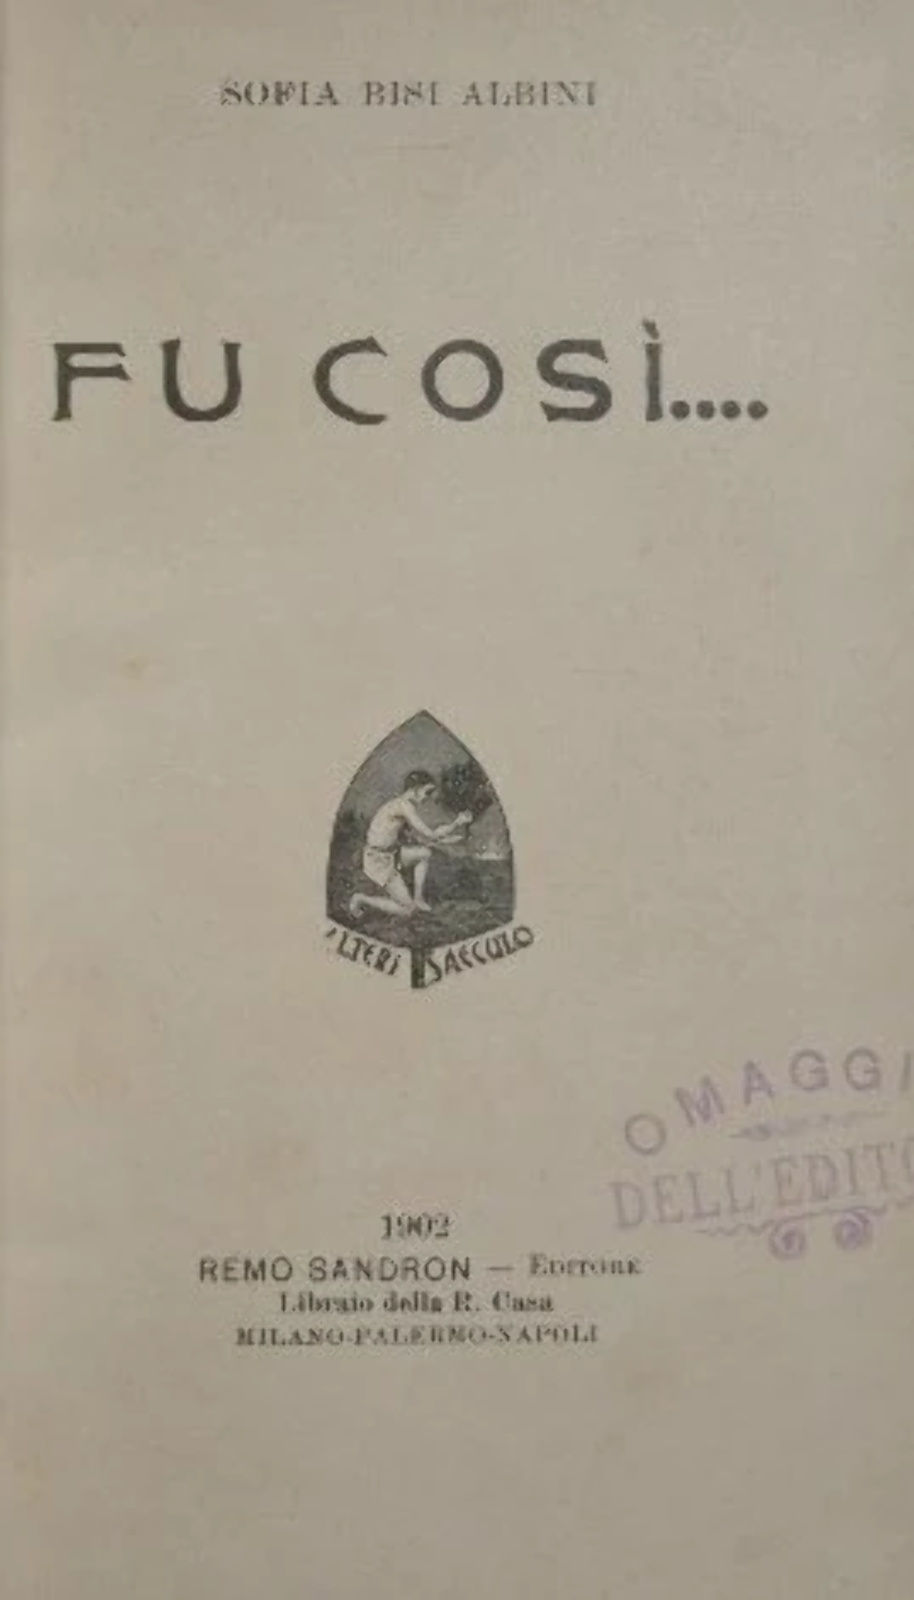 SOFIA BISI ALBINI
FU COSÌ....
ALTERI SAECULO
OMAGGI
DELL'EDITO
1902
REMO SANDRON — EDITORE
Libraio della R. Casa
MILANO-PALERMO-NAPOLI